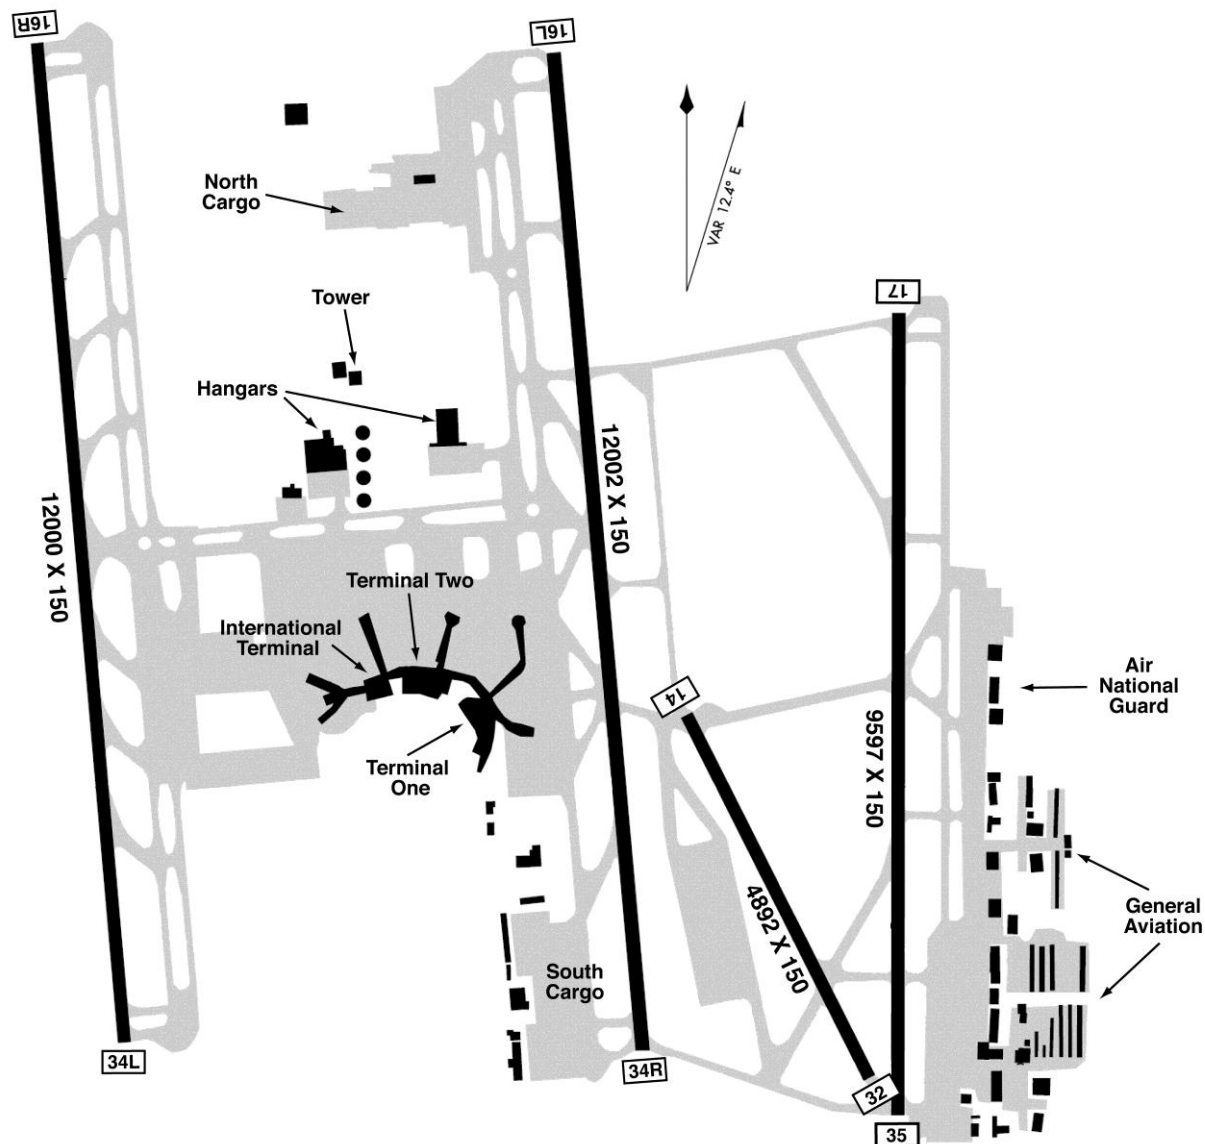 16R
16L
VAR 12.4° E
North
Cargo
17
Tower
Hangars
12002 X 150
12000 X 150
Terminal Two
International
Terminal
14
Air
National
Guard
9597 X 150
Terminal
One
4892 X 150
General
Aviation
South
Cargo
34L
34R
32
35